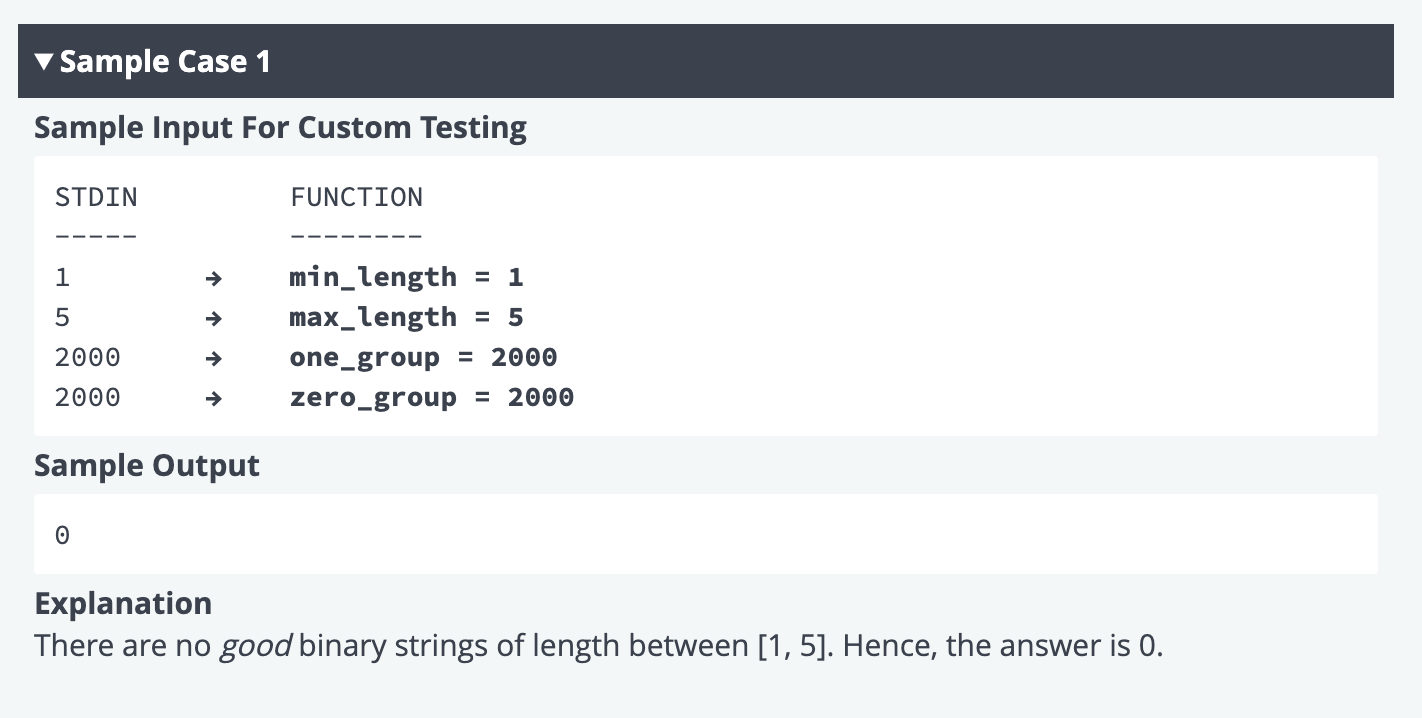 ▼ Sample Case 1
Sample Input For Custom Testing
STDIN FUNCTION
----- --------
1 → min_length = 1
5 → max_length = 5
2000 → one_group = 2000
2000 → zero_group = 2000
Sample Output
0
Explanation
There are no good binary strings of length between [1, 5]. Hence, the answer is 0.